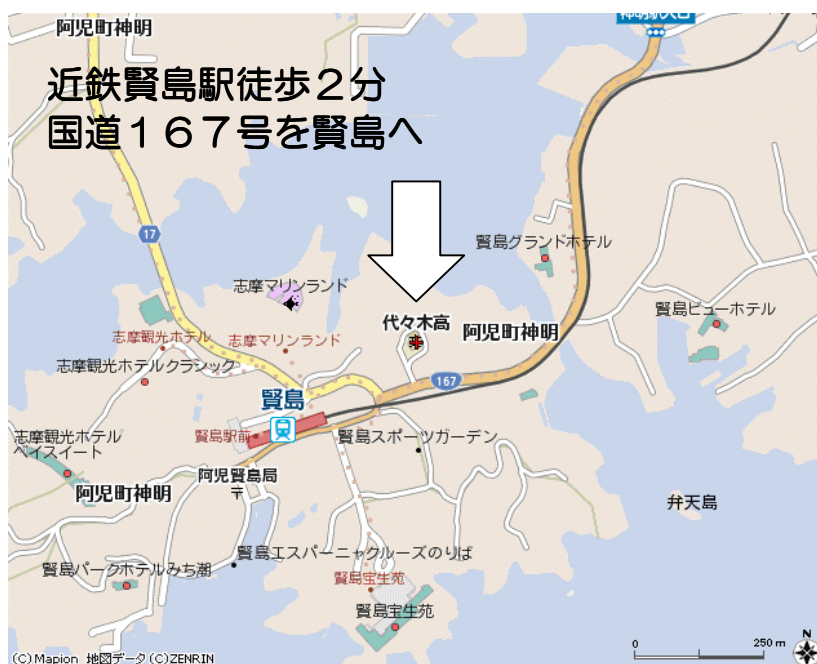 阿児町神明
神明駅入口
近鉄賢島駅徒歩２分
国道１６７号を賢島へ
17
賢島グランドホテル
志摩マリンランド
賢島ビューホテル
代々木高
阿児町神明
志摩観光ホテル
志摩マリンランド
志摩観光ホテルクラシック
167
賢島
賢島駅前
賢島スポーツガーデン
志摩観光ホテル
ベイスイート
阿児賢島局
〒
阿児町神明
弁天島
賢島エスパーニャクルーズのりば
賢島パークホテルみち潮
賢島宝生苑
賢島宝生苑
N
0 250 m
(C)Mapion 地図データ(C)ZENRIN